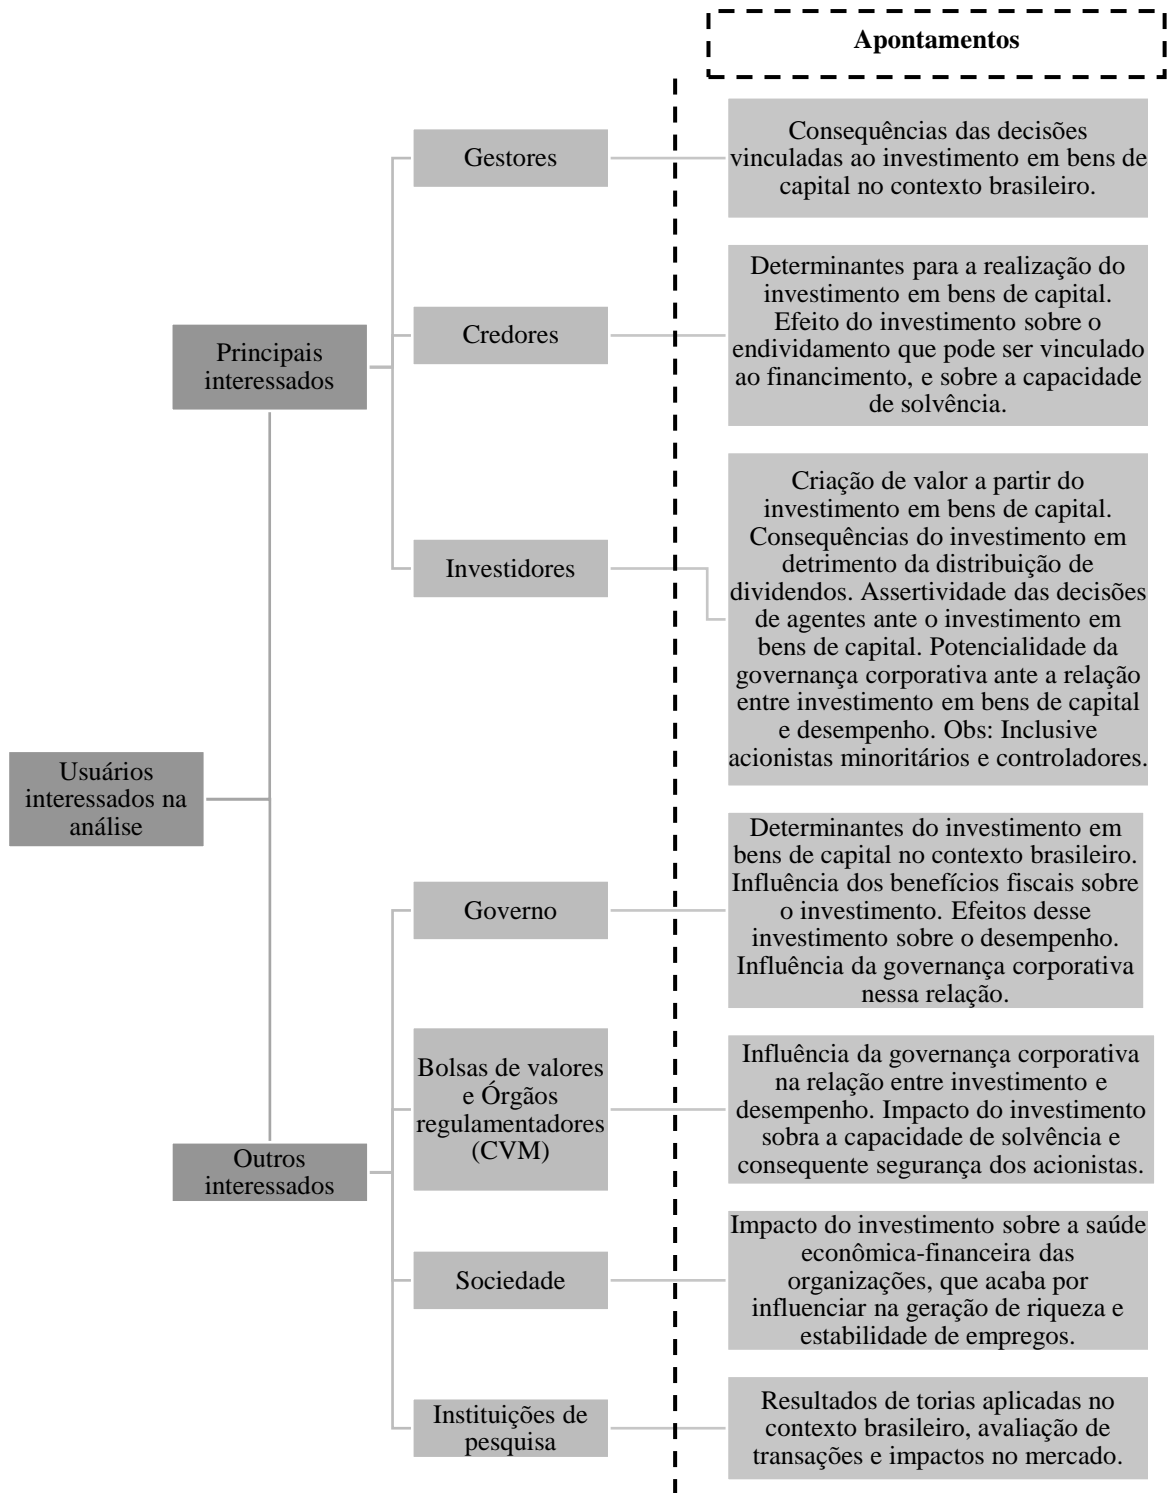 Apontamentos
Gestores
Consequências das decisões
vinculadas ao investimento em bens de
capital no contexto brasileiro.
Principais
interessados
Credores
Determinantes para a realização do
investimento em bens de capital.
Efeito do investimento sobre o
endividamento que pode ser vinculado
ao financimento, e sobre a capacidade
de solvência.
Investidores
Criação de valor a partir do
investimento em bens de capital.
Consequências do investimento em
detrimento da distribuição de
dividendos. Assertividade das decisões
de agentes ante o investimento em
bens de capital. Potencialidade da
governança corporativa ante a relação
entre investimento em bens de capital
e desempenho. Obs: Inclusive
acionistas minoritários e controladores.
Usuários
interessados na
análise
Governo
Determinantes do investimento em
bens de capital no contexto brasileiro.
Influência dos benefícios fiscais sobre
o investimento. Efeitos desse
investimento sobre o desempenho.
Influência da governança corporativa
nessa relação.
Bolsas de valores
e Órgãos
regulamentadores
(CVM)
Influência da governança corporativa
na relação entre investimento e
desempenho. Impacto do investimento
sobra a capacidade de solvência e
consequente segurança dos acionistas.
Outros
interessados
Sociedade
Impacto do investimento sobre a saúde
econômica-financeira das
organizações, que acaba por
influenciar na geração de riqueza e
estabilidade de empregos.
Instituições de
pesquisa
Resultados de torias aplicadas no
contexto brasileiro, avaliação de
transações e impactos no mercado.